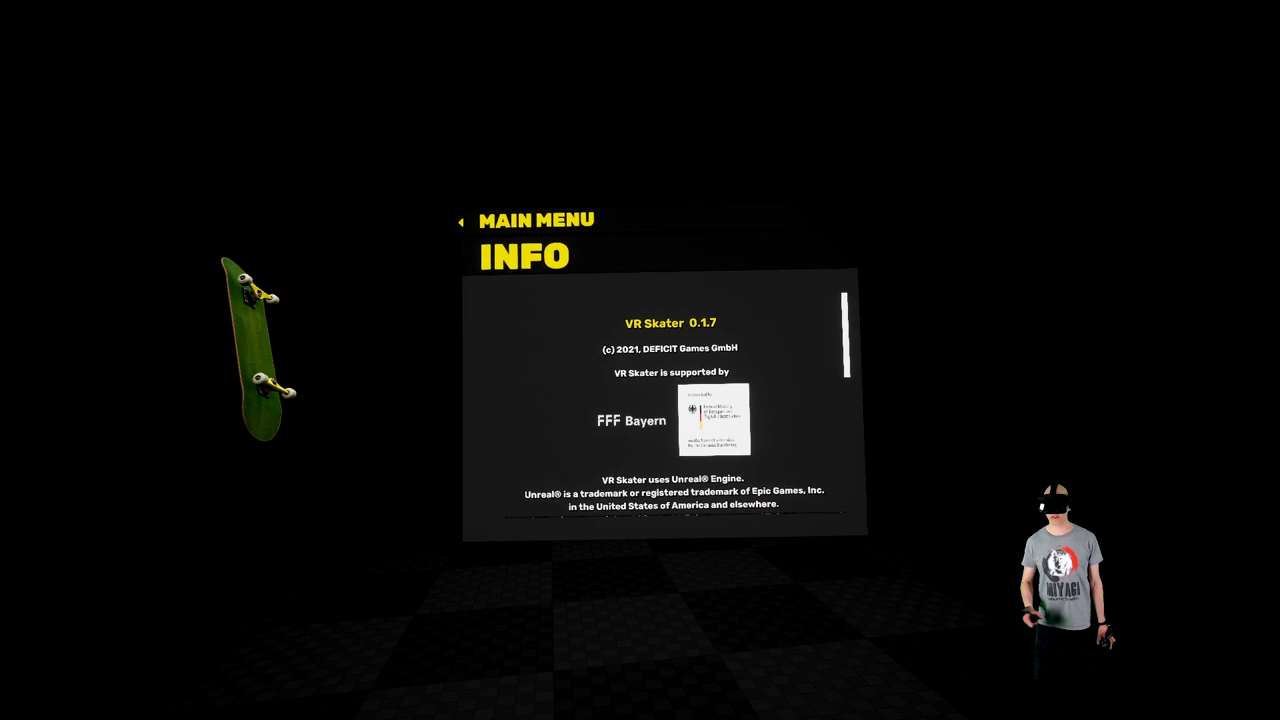 MAIN MENU
INFO
VR Skater 0.1.7
(c) 2021, DEFICIT Games GmbH
VR Skater is supported by
FFF Bayern
VR Skater uses Unreal® Engine.
Unreal® is a trademark or registered trademark of Epic Games, Inc.
in the United States of America and elsewhere.
MIYAGI